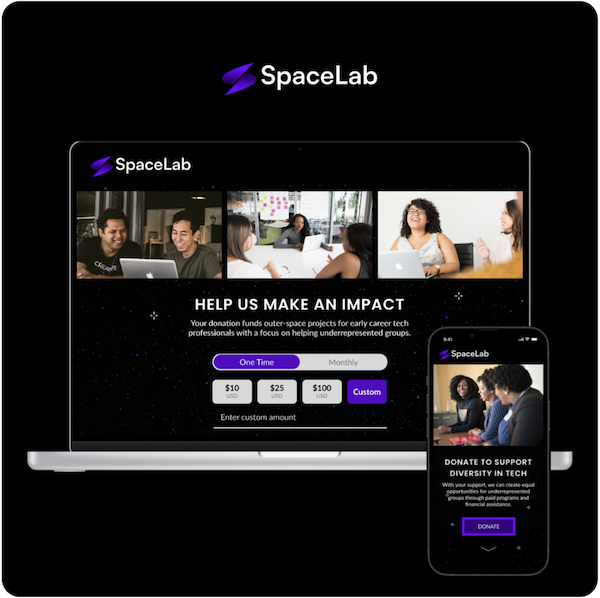 SpaceLab
SpaceLab
CREATIVE
HELP US MAKE AN IMPACT
Your donation funds outer-space projects for early career tech
professionals with a focus on helping underrepresented groups.
One Time
Monthly
$10
USD
$25
USD
$100
USD
Custom
Enter custom amount
9:41
SpaceLab
DONATE TO SUPPORT
DIVERSITY IN TECH
With your support, we can create equal
opportunities for underrepresented
groups through paid programs and
financial assistance.
DONATE